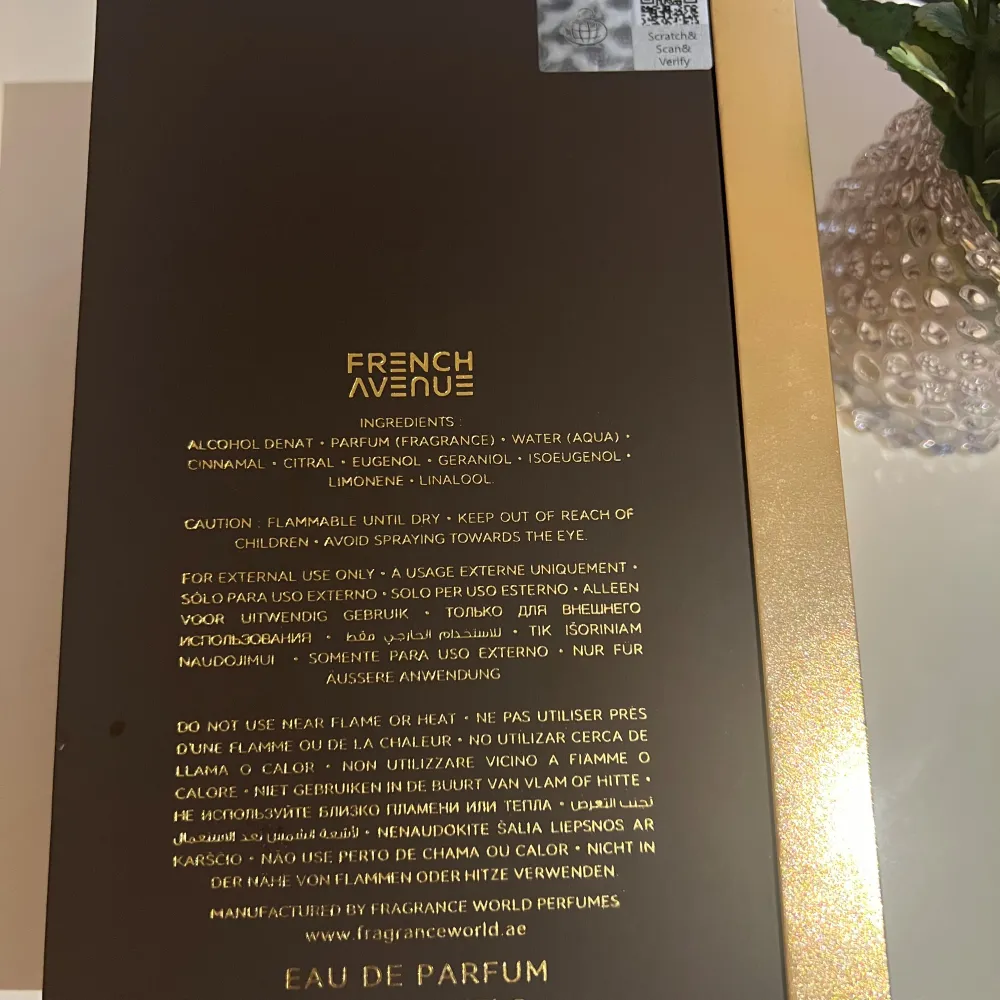 Scratch&
Scan&
Verify
FRENCH
AVENUE
INGREDIENTS :
ALCOHOL DENAT • PARFUM (FRAGRANCE) • WATER (AQUA) •
CINNAMAL • CITRAL • EUGENOL • GERANIOL • ISOEUGENOL •
LIMONENE • LINALOOL.
CAUTION : FLAMMABLE UNTIL DRY • KEEP OUT OF REACH OF
CHILDREN • AVOID SPRAYING TOWARDS THE EYE.
FOR EXTERNAL USE ONLY • A USAGE EXTERNE UNIQUEMENT •
SÓLO PARA USO EXTERNO • SOLO PER USO ESTERNO • ALLEEN
VOOR UITWENDIG GEBRUIK • ТОЛЬКО ДЛЯ ВНЕШНЕГО
ИСПОЛЬЗОВАНИЯ • للاستخدام الخارجي فقط • TIK IŠORINIAM
NAUDOJIMUI • SOMENTE PARA USO EXTERNO • NUR FÜR
ÄUSSERE ANWENDUNG
DO NOT USE NEAR FLAME OR HEAT • NE PAS UTILISER PRÈS
D'UNE FLAMME OU DE LA CHALEUR • NO UTILIZAR CERCA DE
LLAMA O CALOR • NON UTILIZZARE VICINO A FIAMME O
CALORE • NIET GEBRUIKEN IN DE BUURT VAN VLAM OF HITTE •
НЕ ИСПОЛЬЗУЙТЕ БЛИЗКО ПЛАМЕНИ ИЛИ ТЕПЛА • تجنب التعرض
لأشعة الشمس بعد الاستعمال • NENAUDOKITE ŠALIA LIEPSNOS AR
KARŠČIO • NÃO USE PERTO DE CHAMA OU CALOR • NICHT IN
DER NÄHE VON FLAMMEN ODER HITZE VERWENDEN.
MANUFACTURED BY FRAGRANCE WORLD PERFUMES
www.fragranceworld.ae
EAU DE PARFUM